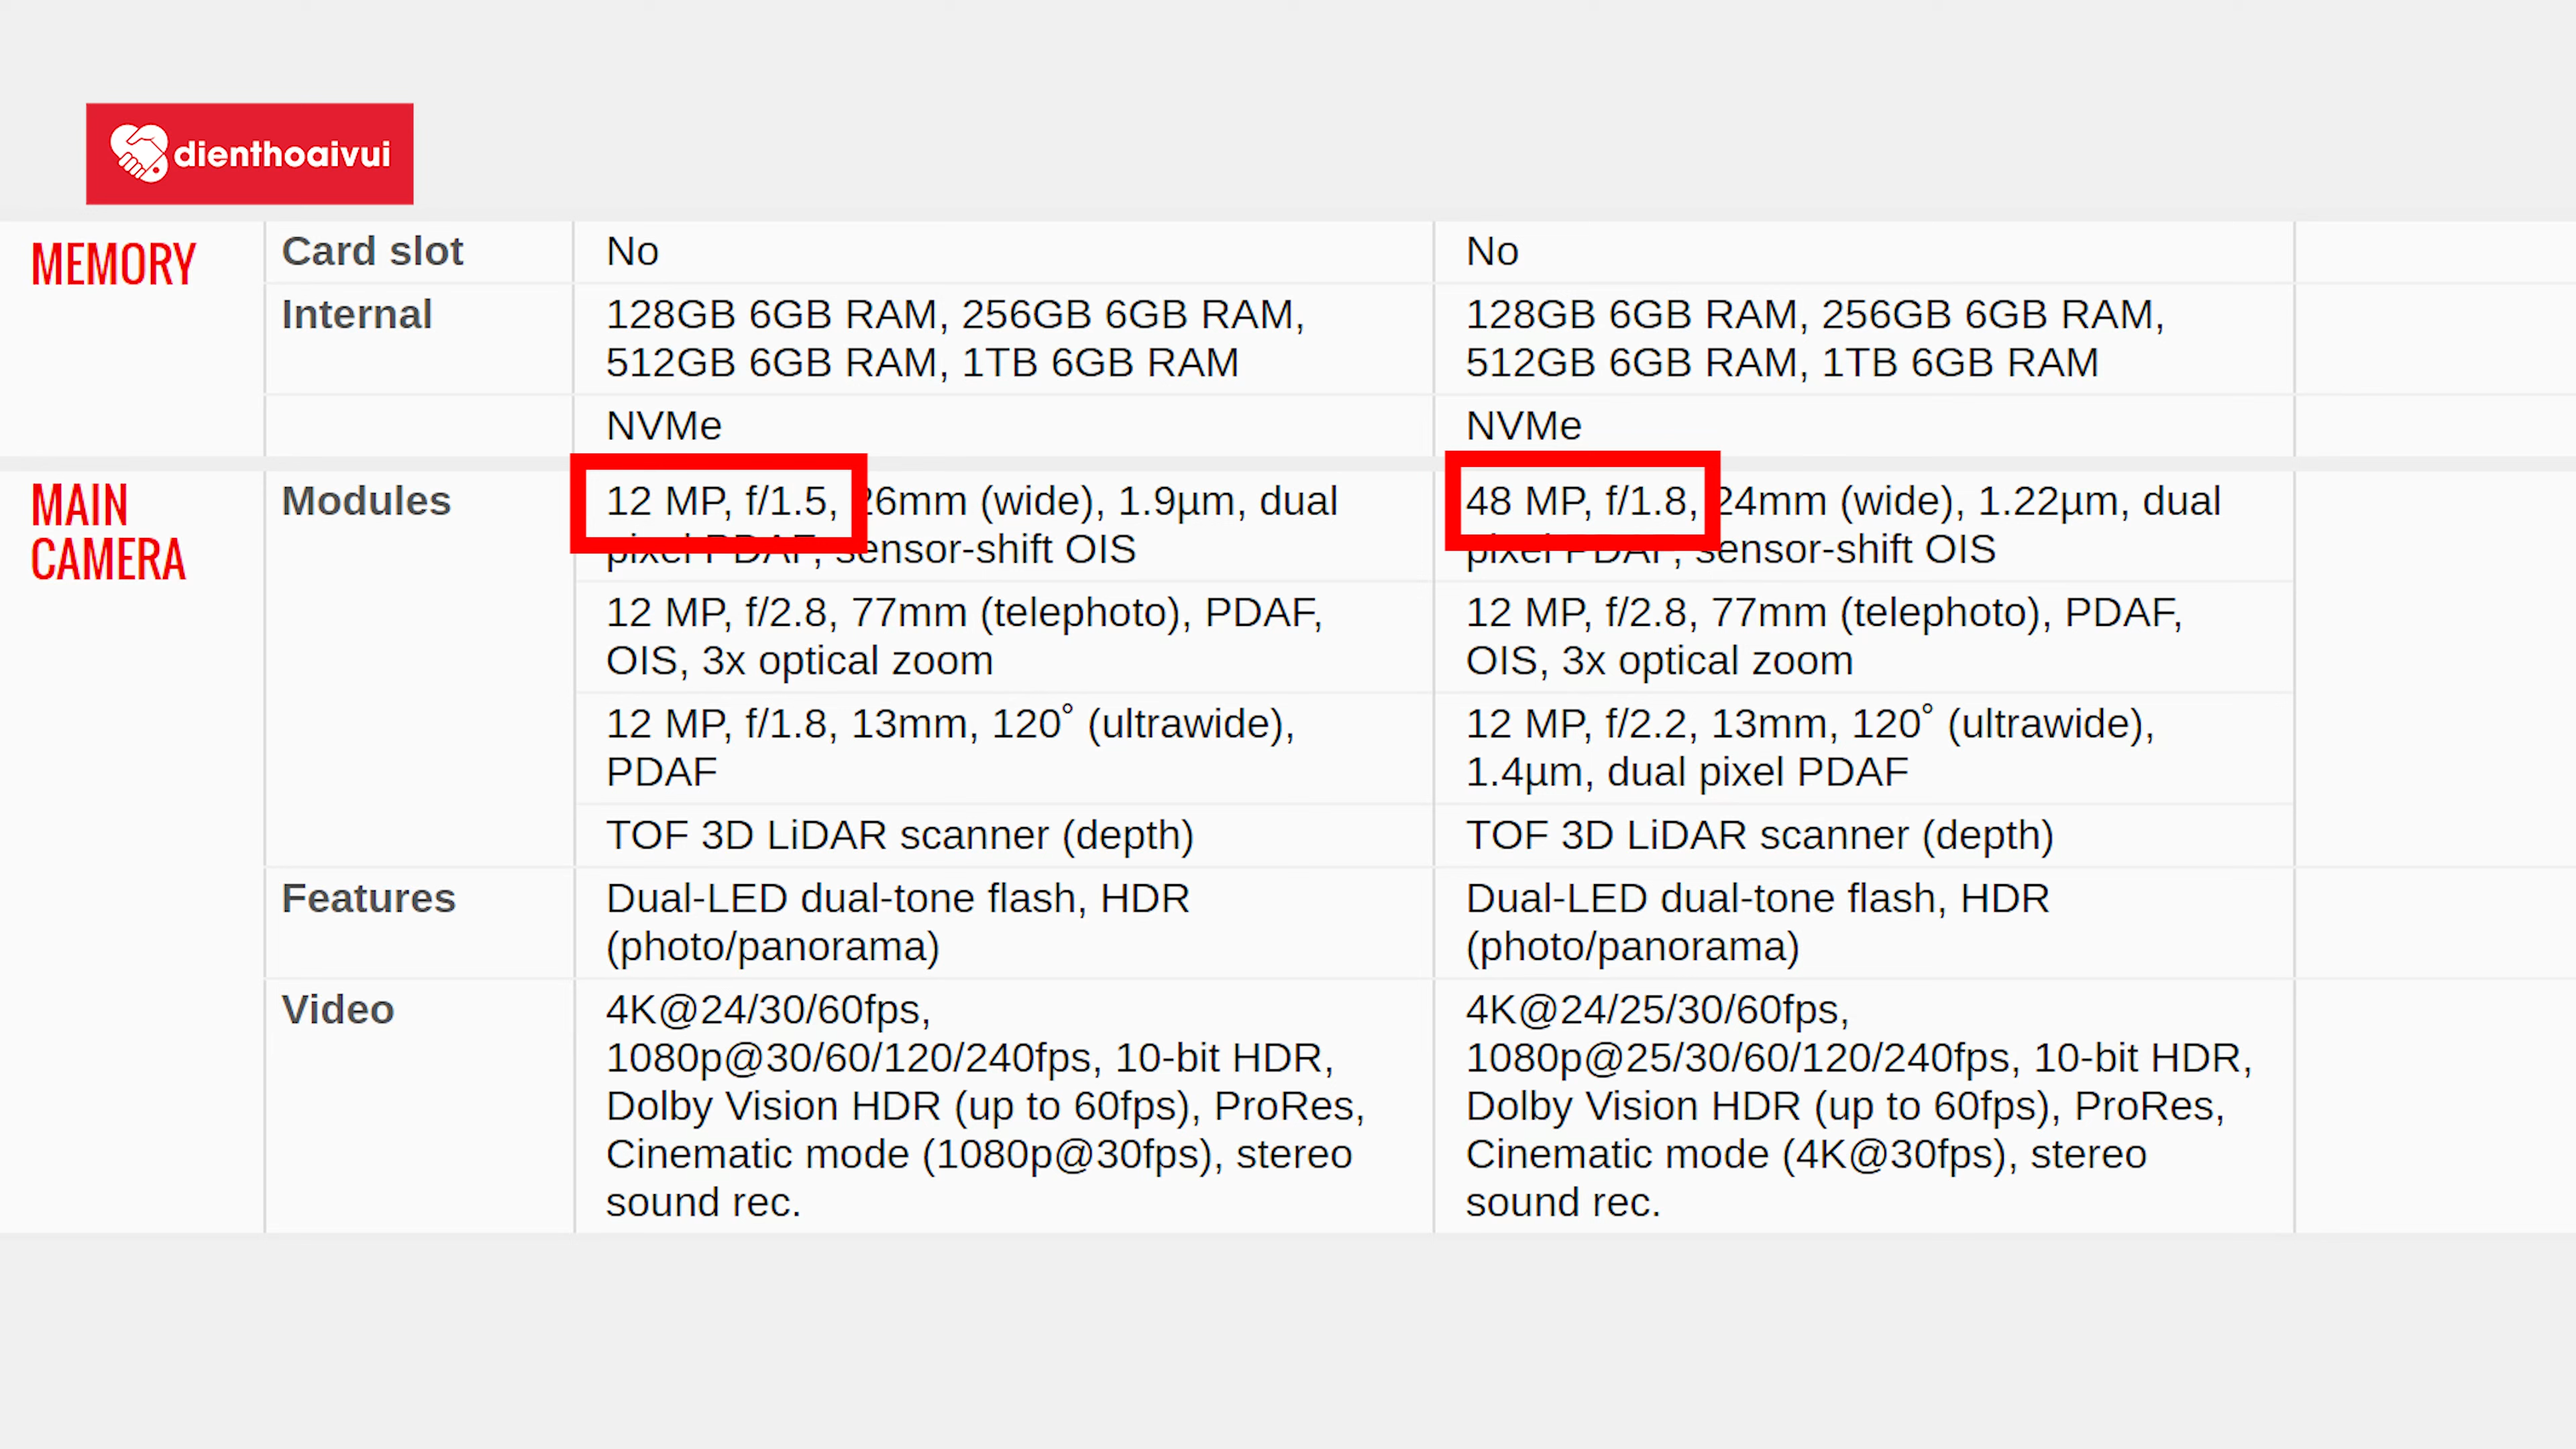 dienthoaivui
MEMORY
Card slot
No
No
Internal
128GB 6GB RAM, 256GB 6GB RAM,
512GB 6GB RAM, 1TB 6GB RAM
128GB 6GB RAM, 256GB 6GB RAM,
512GB 6GB RAM, 1TB 6GB RAM
NVMe
NVMe
MAIN
CAMERA
Modules
12 MP, f/1.5, 26mm (wide), 1.9µm, dual
pixel PDAF, sensor-shift OIS
48 MP, f/1.8, 24mm (wide), 1.22µm, dual
pixel PDAF, sensor-shift OIS
12 MP, f/2.8, 77mm (telephoto), PDAF,
OIS, 3x optical zoom
12 MP, f/2.8, 77mm (telephoto), PDAF,
OIS, 3x optical zoom
12 MP, f/1.8, 13mm, 120˚ (ultrawide),
PDAF
12 MP, f/2.2, 13mm, 120˚ (ultrawide),
1.4µm, dual pixel PDAF
TOF 3D LiDAR scanner (depth)
TOF 3D LiDAR scanner (depth)
Features
Dual-LED dual-tone flash, HDR
(photo/panorama)
Dual-LED dual-tone flash, HDR
(photo/panorama)
Video
4K@24/30/60fps,
1080p@30/60/120/240fps, 10-bit HDR,
Dolby Vision HDR (up to 60fps), ProRes,
Cinematic mode (1080p@30fps), stereo
sound rec.
4K@24/25/30/60fps,
1080p@25/30/60/120/240fps, 10-bit HDR,
Dolby Vision HDR (up to 60fps), ProRes,
Cinematic mode (4K@30fps), stereo
sound rec.